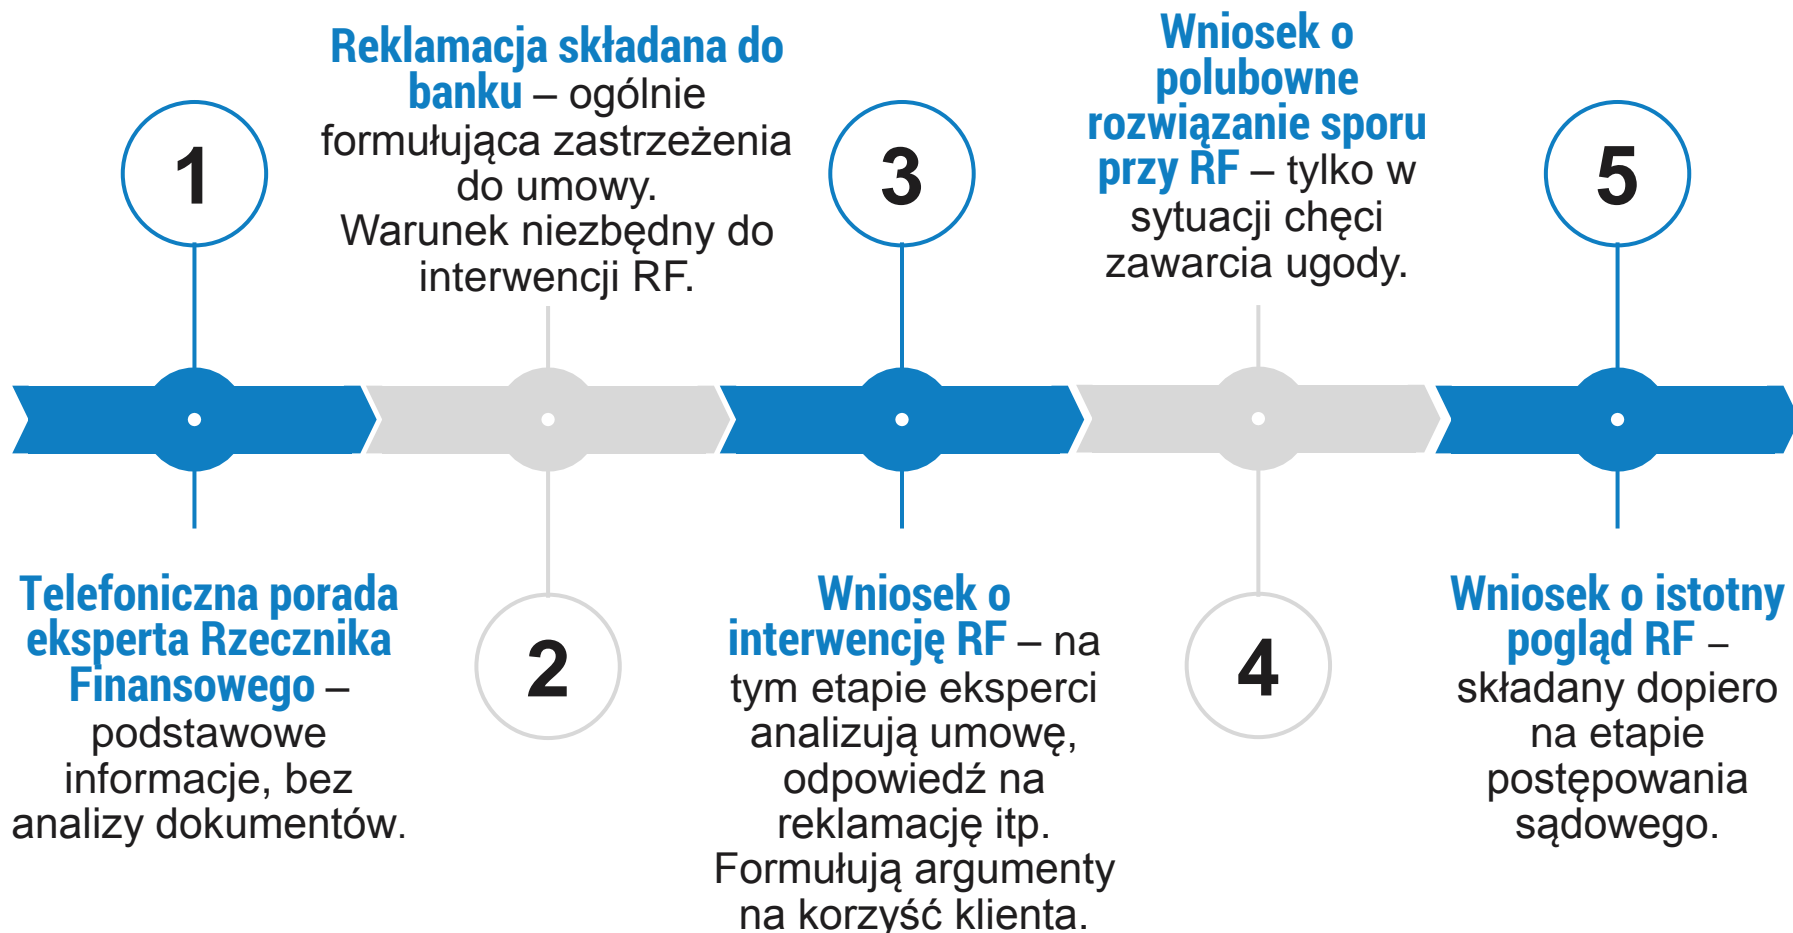 1
Telefoniczna porada
eksperta Rzecznika
Finansowego –
podstawowe
informacje, bez
analizy dokumentów.
Reklamacja składana do
banku – ogólnie
formułująca zastrzeżenia
do umowy.
Warunek niezbędny do
interwencji RF.
2
3
Wniosek o
interwencję RF – na
tym etapie eksperci
analizują umowę,
odpowiedź na
reklamację itp.
Formułują argumenty
na korzyść klienta.
Wniosek o
polubowne
rozwiązanie sporu
przy RF – tylko w
sytuacji chęci
zawarcia ugody.
4
5
Wniosek o istotny
pogląd RF –
składany dopiero
na etapie
postępowania
sądowego.